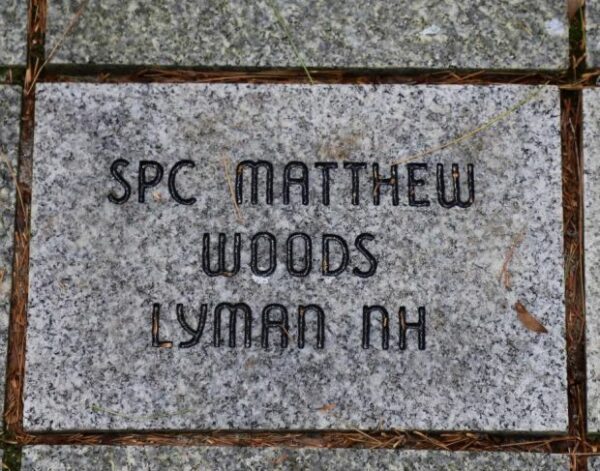 SPC MATTHEW
WOODS
LYMAN NH